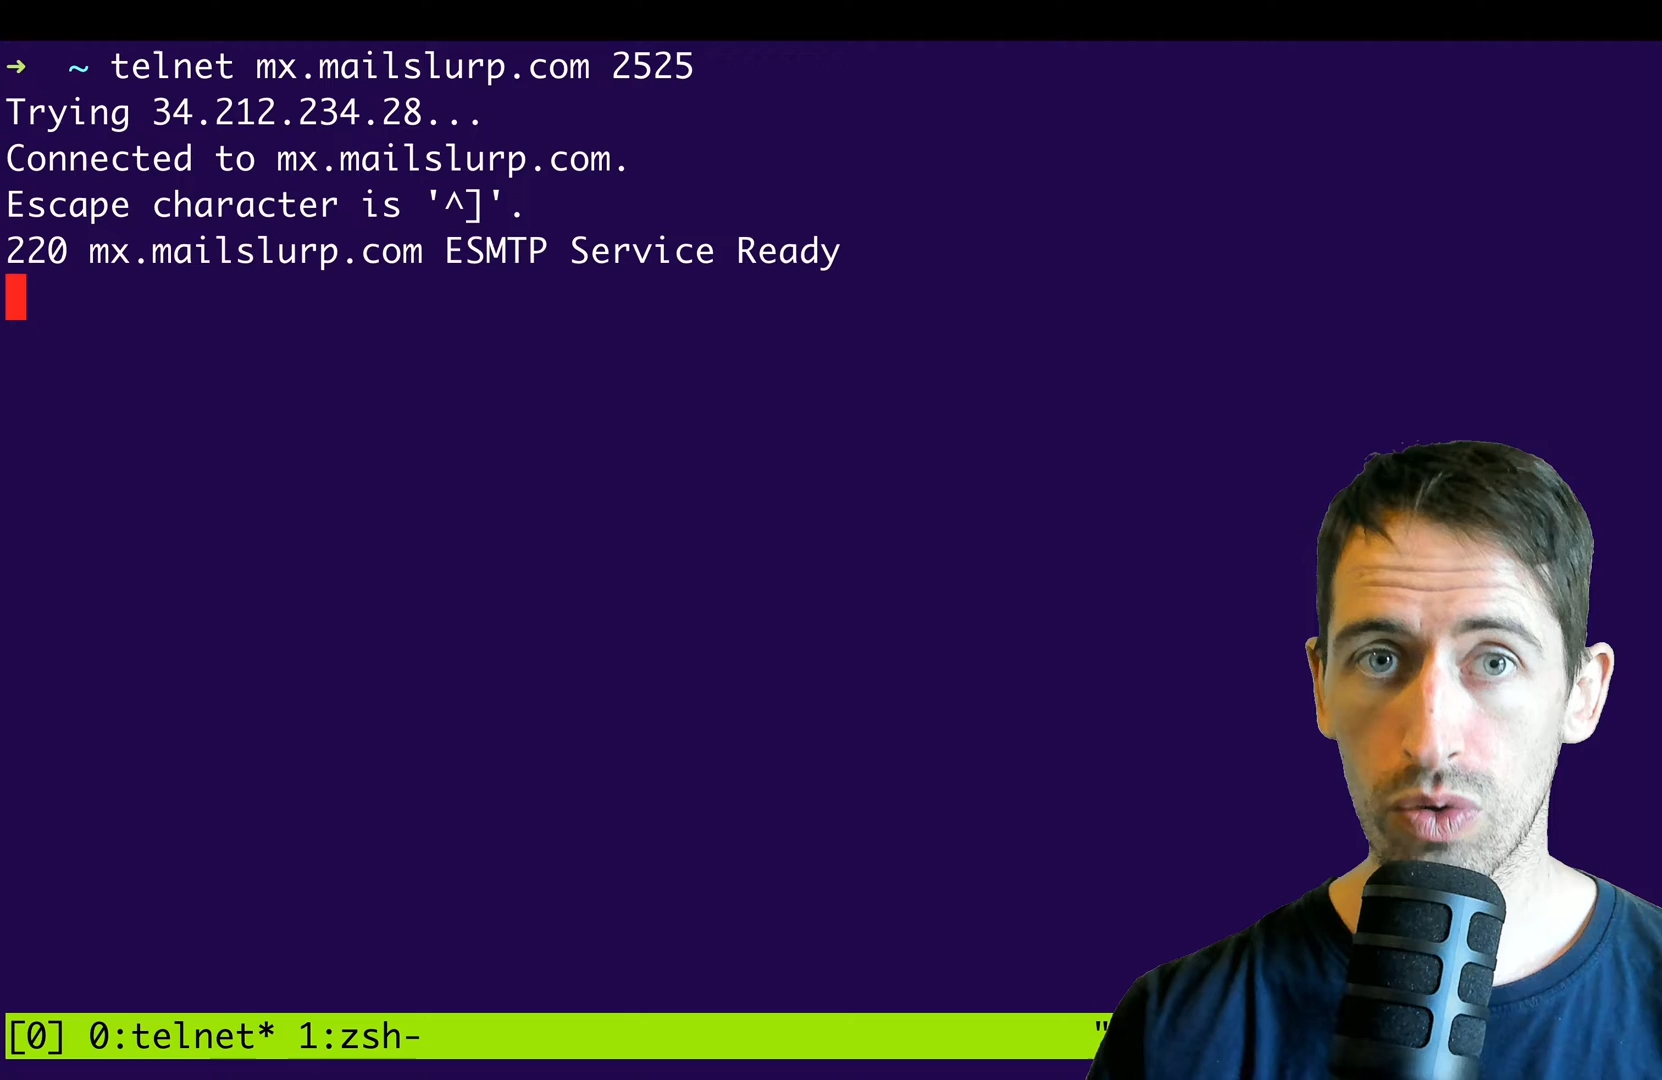 ➜  ~ telnet mx.mailslurp.com 2525
Trying 34.212.234.28...
Connected to mx.mailslurp.com.
Escape character is '^]'.
220 mx.mailslurp.com ESMTP Service Ready
[0] 0:telnet* 1:zsh- "